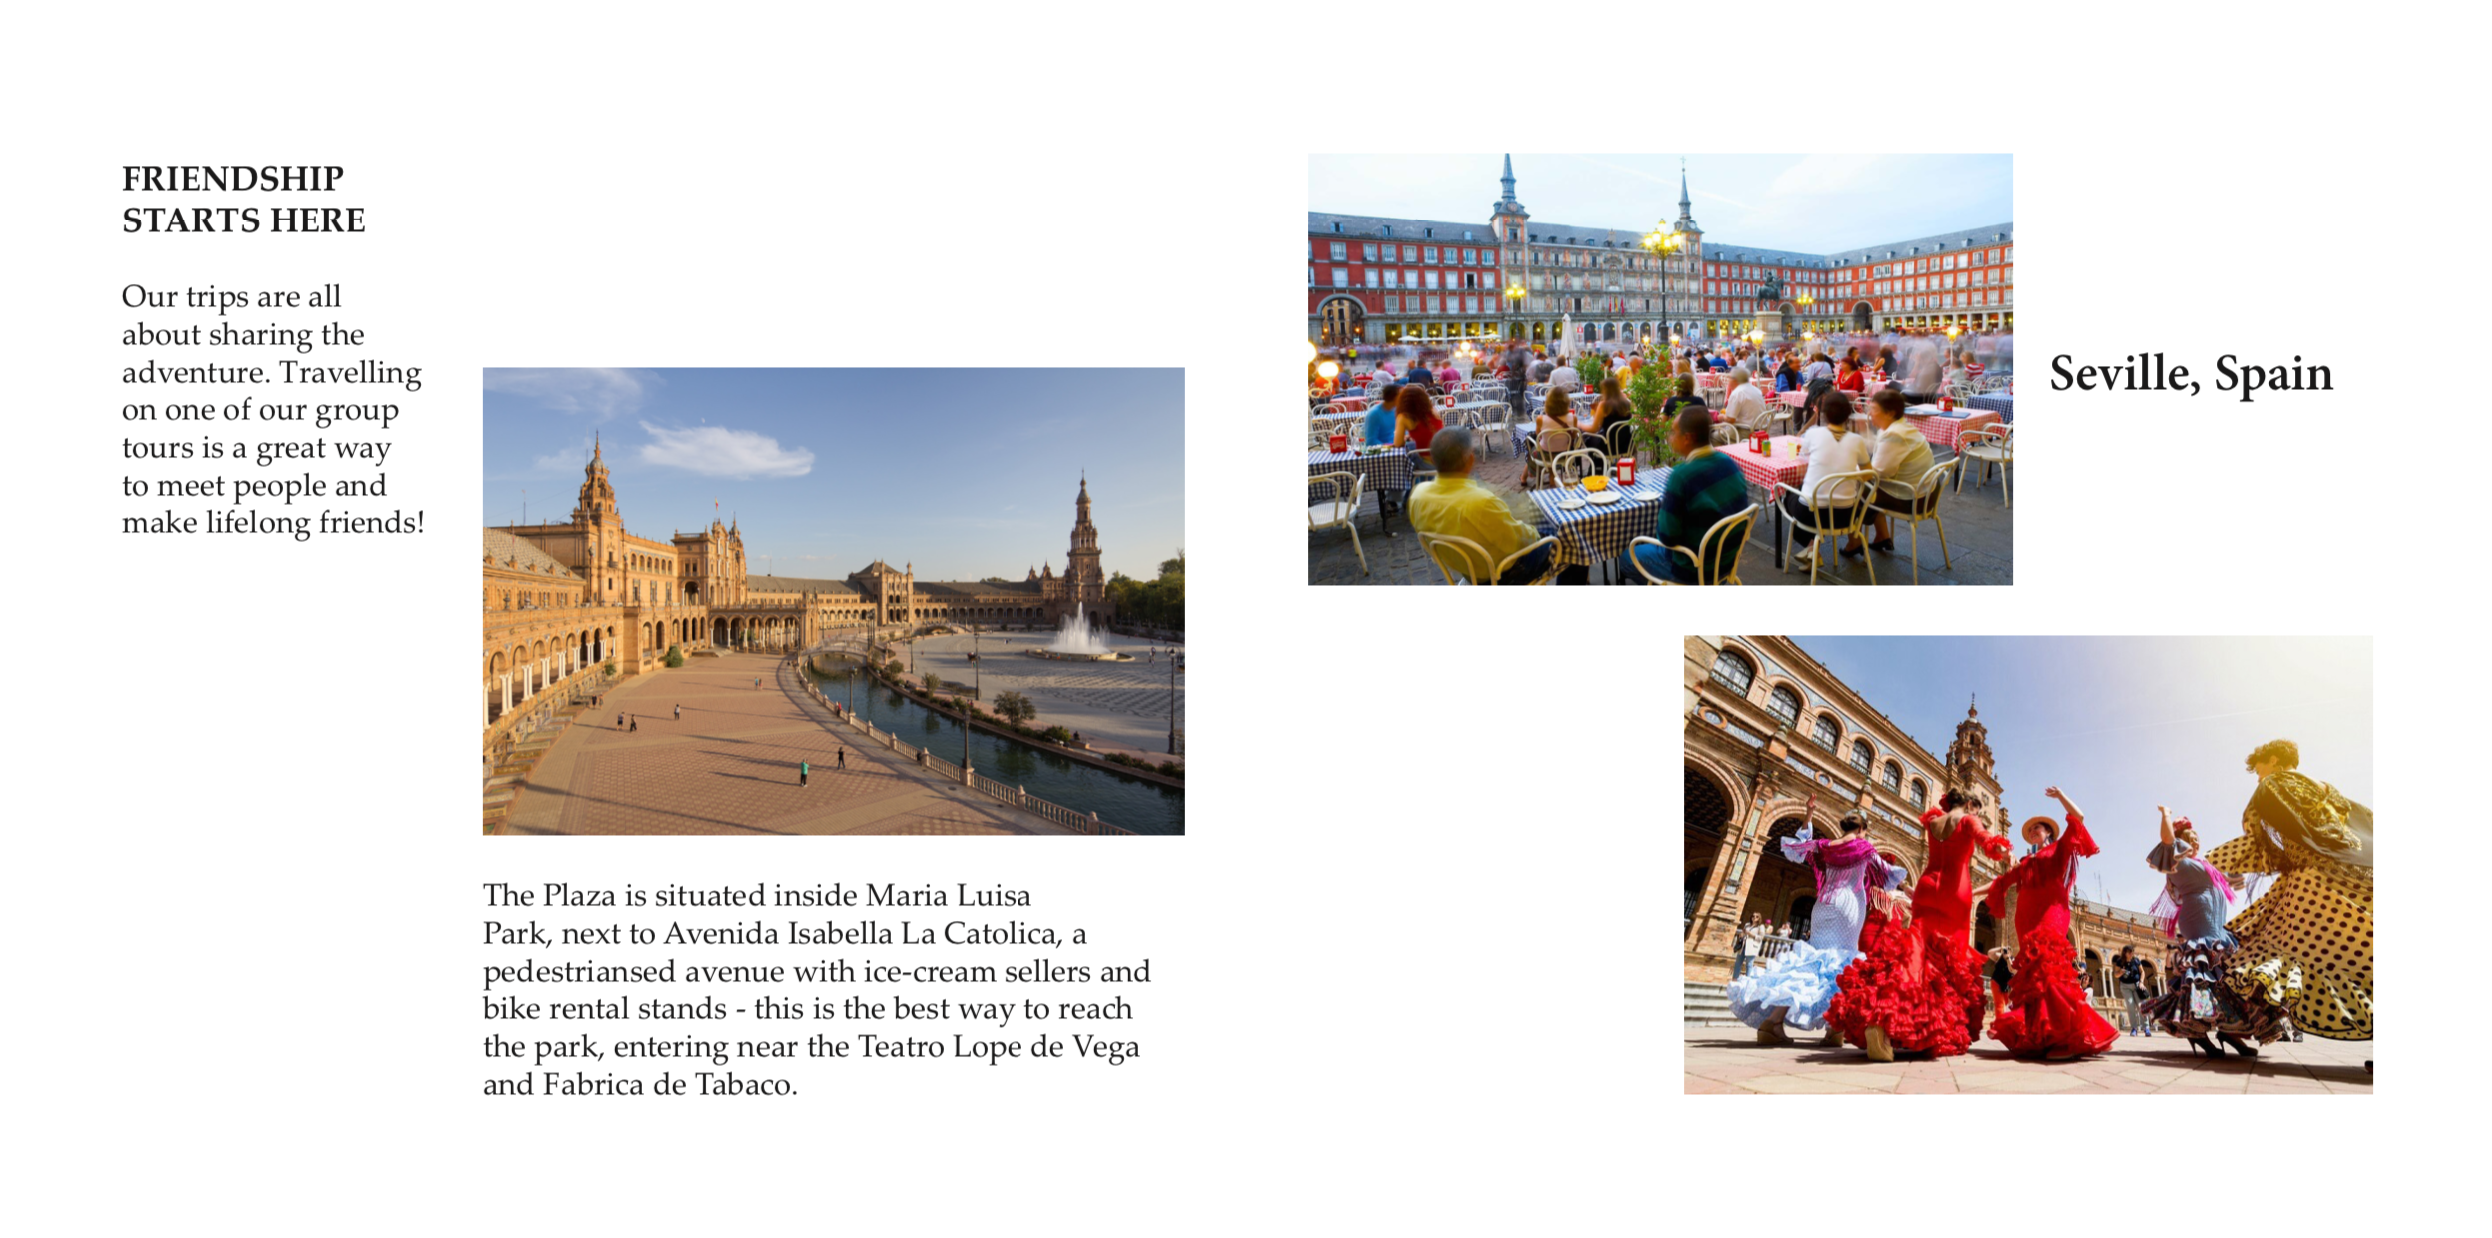 FRIENDSHIP
STARTS HERE
Our trips are all
about sharing the
adventure. Travelling
on one of our group
tours is a great way
to meet people and
make lifelong friends!
The Plaza is situated inside Maria Luisa
Park, next to Avenida Isabella La Catolica, a
pedestriansed avenue with ice-cream sellers and
bike rental stands - this is the best way to reach
the park, entering near the Teatro Lope de Vega
and Fabrica de Tabaco.
Seville, Spain